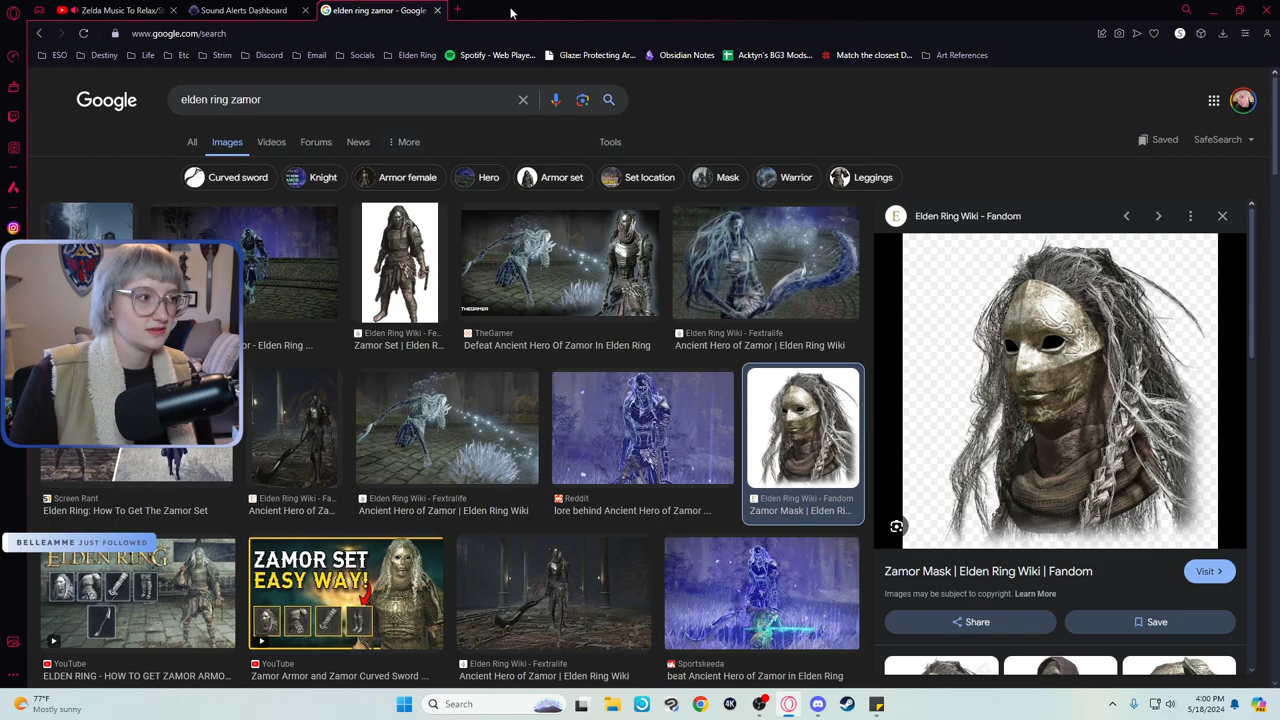 Zelda Music To Relax/St
Sound Alerts Dashboard
elden ring zamor - Google
www.google.com/search
ESO
Destiny
Life
Etc
Strim
Discord
Email
Socials
Elden Ring
Spotify - Web Playe...
Glaze: Protecting Ar...
Obsidian Notes
Acktyn's BG3 Mods...
Match the closest D...
Art References
Google
elden ring zamor
All
Images
Videos
Forums
News
More
Tools
Saved
SafeSearch
Curved sword
Knight
Armor female
Hero
Armor set
Set location
Mask
Warrior
Leggings
Elden Ring Wiki - Fandom
THEGAMER
Elden Ring Wiki - Fe...
TheGamer
Elden Ring Wiki - Fextralife
or - Elden Ring ...
Zamor Set | Elden R...
Defeat Ancient Hero Of Zamor In Elden Ring
Ancient Hero of Zamor | Elden Ring Wiki
Screen Rant
Elden Ring Wiki - Fa...
Elden Ring Wiki - Fextralife
Reddit
Elden Ring Wiki - Fandom
Elden Ring: How To Get The Zamor Set
Ancient Hero of Za...
Ancient Hero of Zamor | Elden Ring Wiki
lore behind Ancient Hero of Zamor ...
Zamor Mask | Elden Ri...
BELLEAMME JUST FOLLOWED
ELDEN RING
ZAMOR SET
EASY WAY!
Zamor Mask | Elden Ring Wiki | Fandom
Visit
Images may be subject to copyright. Learn More
Share
Save
YouTube
YouTube
Elden Ring Wiki - Fextralife
Sportskeeda
ELDEN RING - HOW TO GET ZAMOR ARMO...
Zamor Armor and Zamor Curved Sword ...
Ancient Hero of Zamor | Elden Ring Wiki
beat Ancient Hero of Zamor in Elden Ring
77°F
Mostly sunny
Search
4:00 PM
5/18/2024